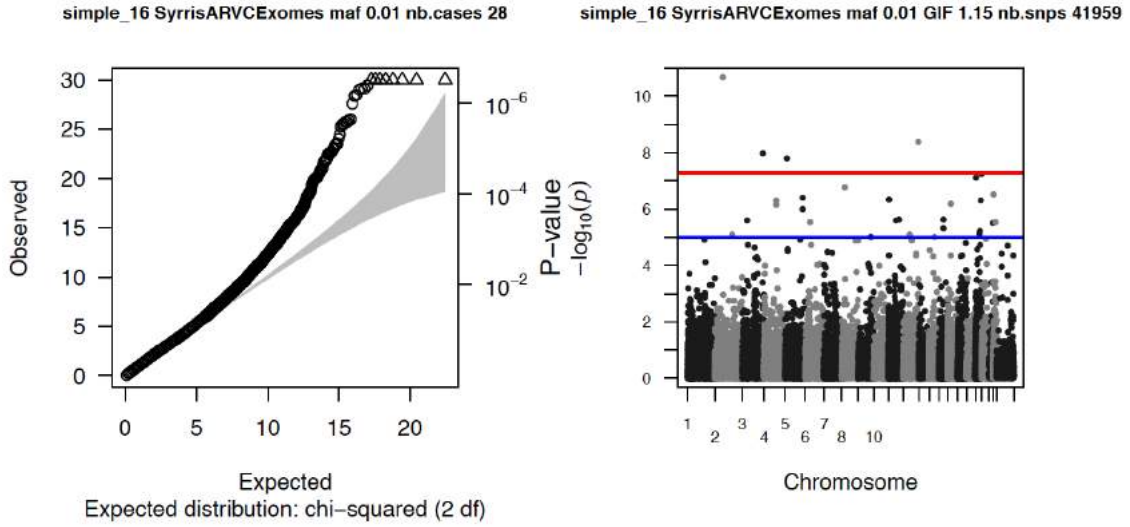 simple_16 SyrrisARVCExomes maf 0.01 nb.cases 28
30
25
20
15
10
5
0
Observed
0 5 10 15 20
Expected
Expected distribution: chi−squared (2 df)
10⁻⁶
10⁻⁴
10⁻²
P−value
simple_16 SyrrisARVCExomes maf 0.01 GIF 1.15 nb.snps 41959
−log₁₀(p)
10
8
6
4
2
0
1 3 5 7
2 4 6 8 10
Chromosome